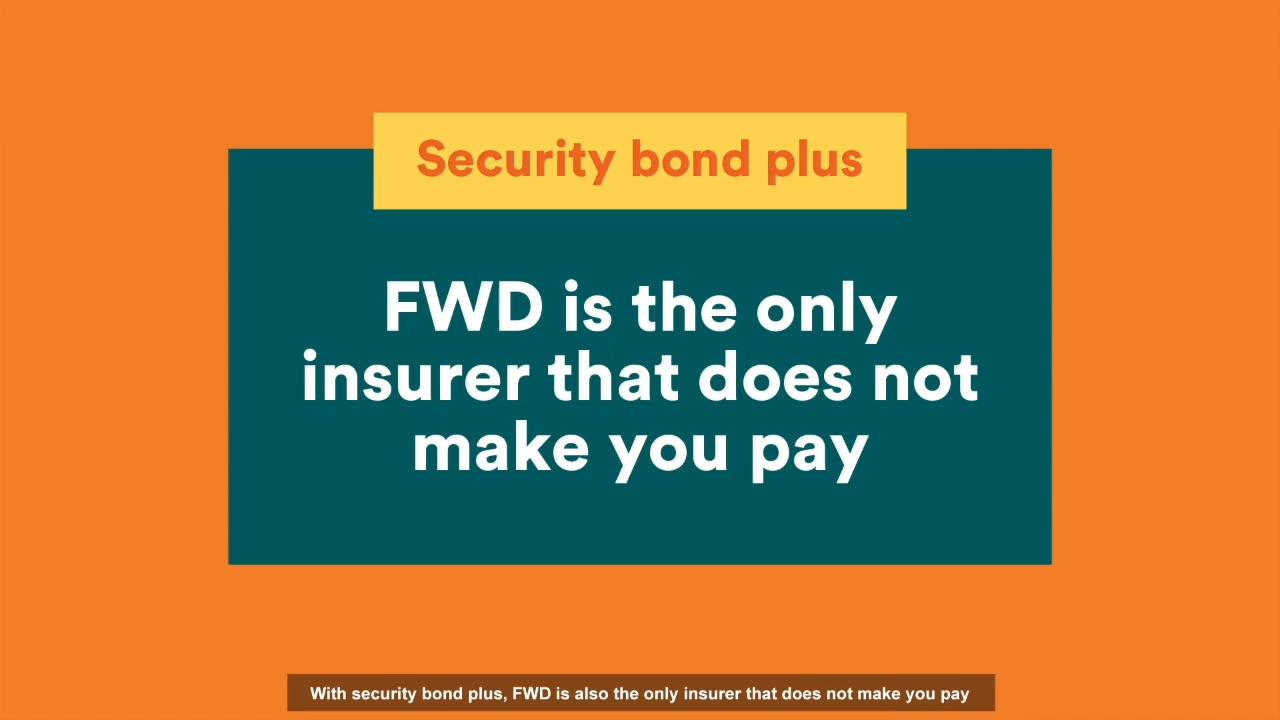 Security bond plus
FWD is the only
insurer that does not
make you pay
With security bond plus, FWD is also the only insurer that does not make you pay